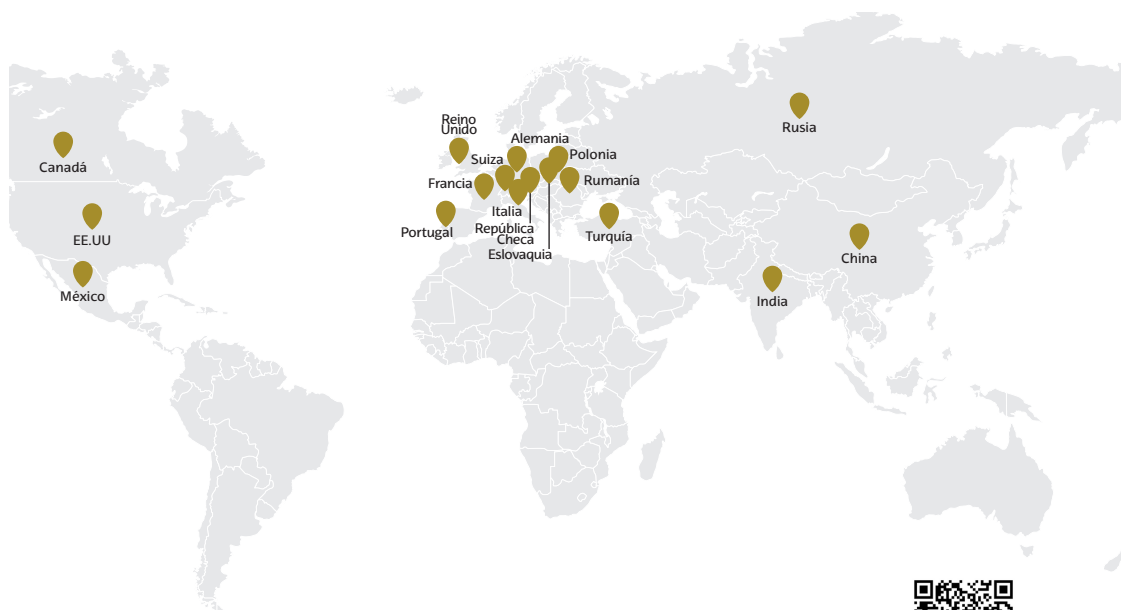 Canadá
EE.UU
México
Reino
Unido
Alemania
Suiza
Polonia
Francia
Rumanía
Italia
Portugal
República
Checa
Eslovaquia
Turquía
Rusia
China
India